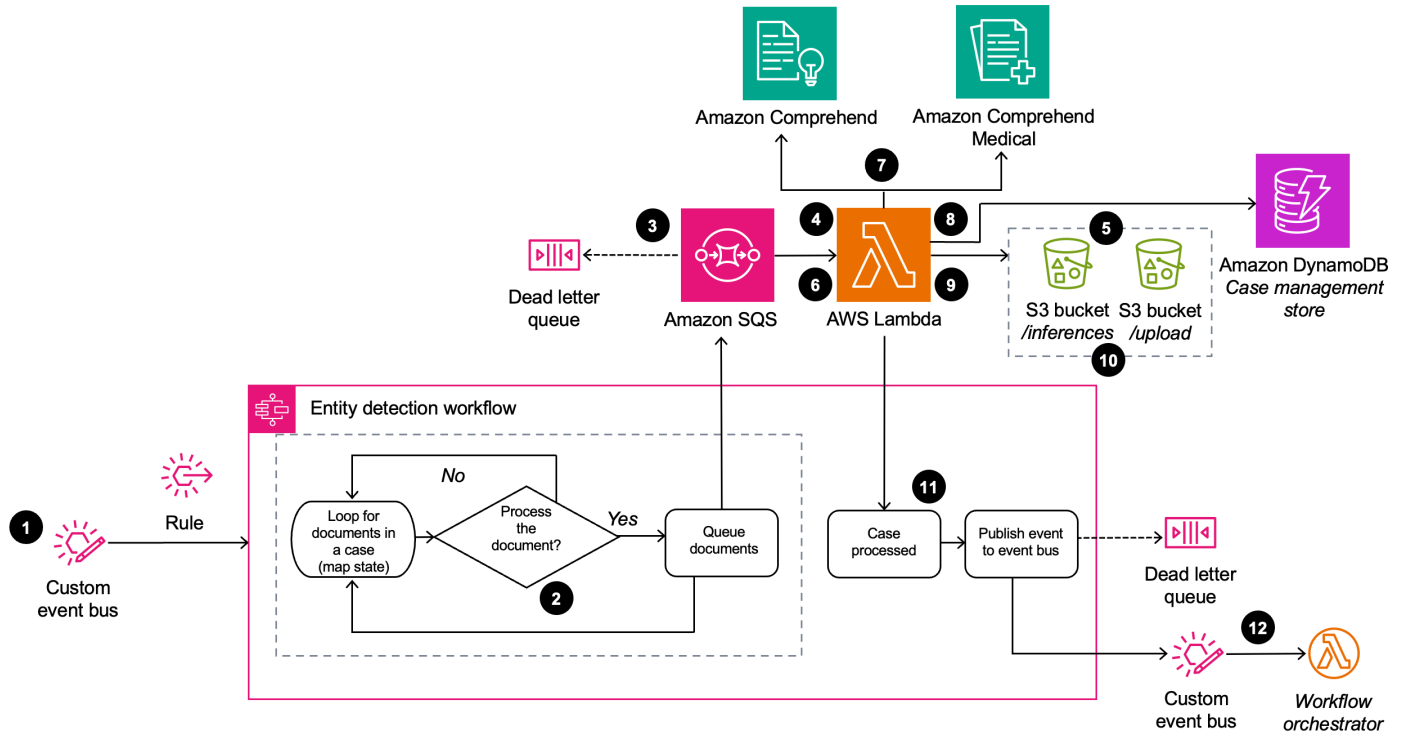 Amazon Comprehend
Amazon Comprehend
Medical
7
3
4
8
5
Dead letter
queue
Amazon SQS
6
AWS Lambda
9
S3 bucket
/inferences
S3 bucket
/upload
10
Amazon DynamoDB
Case management
store
Entity detection workflow
1
Custom
event bus
Rule
No
Loop for
documents in
a case
(map state)
Process
the
document?
2
Yes
Queue
documents
11
Case
processed
Publish event
to event bus
Dead letter
queue
Custom
event bus
12
Workflow
orchestrator